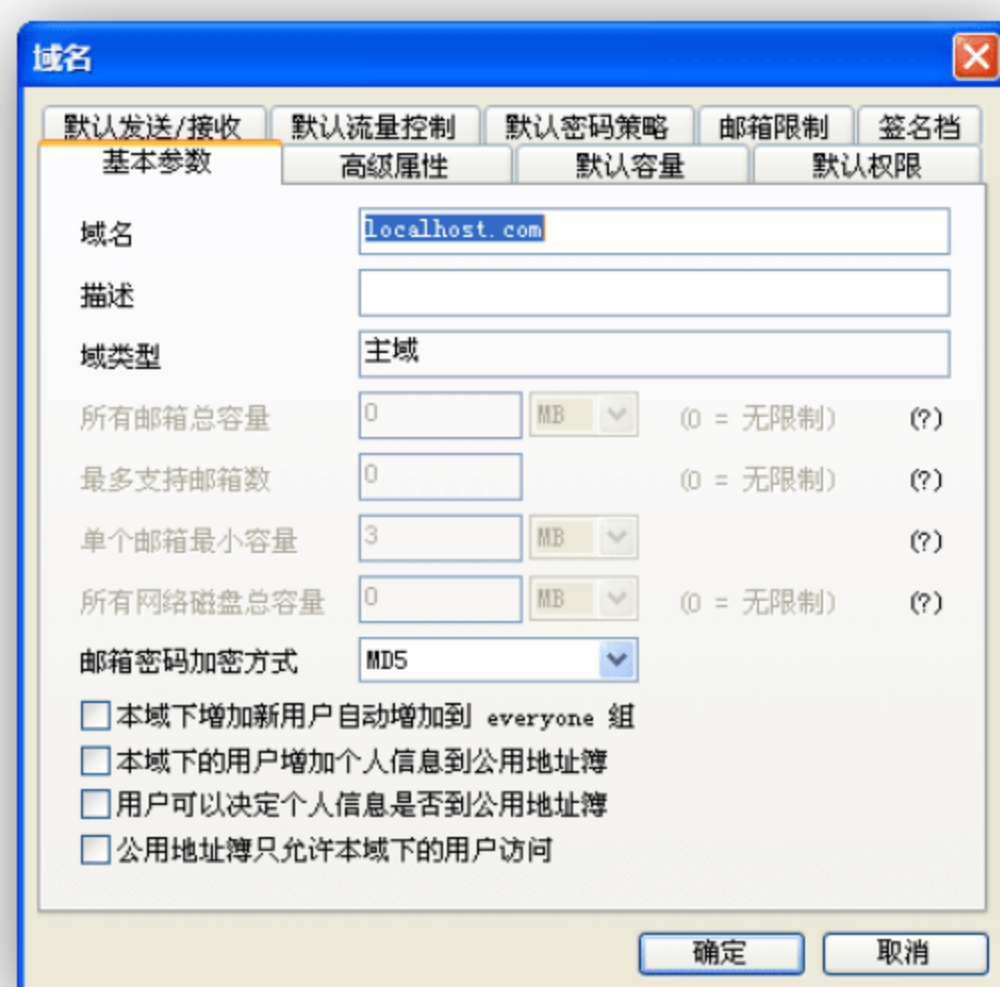 域名
默认发送/接收 默认流量控制 默认密码策略 邮箱限制 签名档
基本参数 高级属性 默认容量 默认权限
域名 localhost.com
描述
域类型 主域
所有邮箱总容量 0 MB (0 = 无限制) (?)
最多支持邮箱数 0 (0 = 无限制) (?)
单个邮箱最小容量 3 MB (?)
所有网络磁盘总容量 0 MB (0 = 无限制) (?)
邮箱密码加密方式 MD5
本域下增加新用户自动增加到 everyone 组
本域下的用户增加个人信息到公用地址簿
用户可以决定个人信息是否到公用地址簿
公用地址簿只允许本域下的用户访问
确定 取消